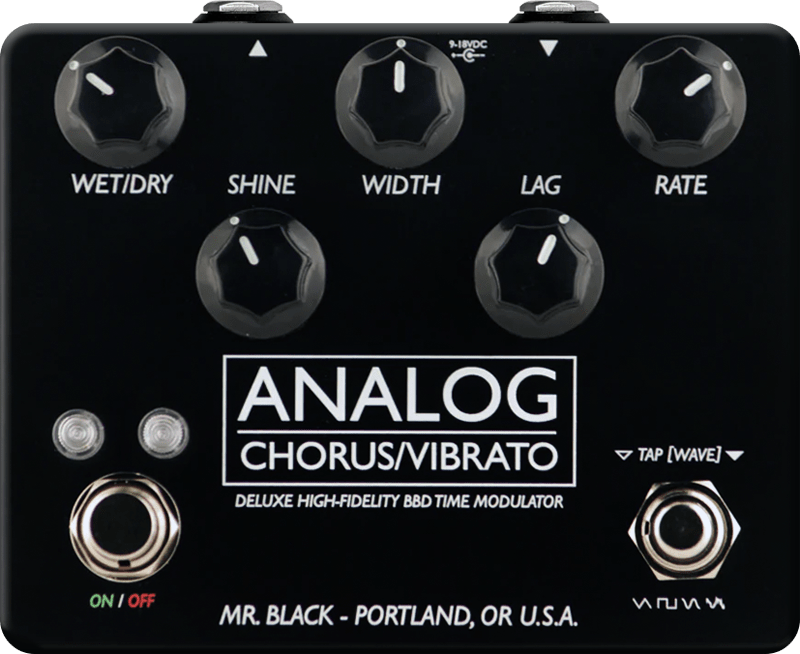 9-18VDC
WET/DRY SHINE WIDTH LAG RATE
ANALOG
CHORUS/VIBRATO
DELUXE HIGH-FIDELITY BBD TIME MODULATOR
TAP [WAVE]
ON / OFF
MR. BLACK - PORTLAND, OR U.S.A.